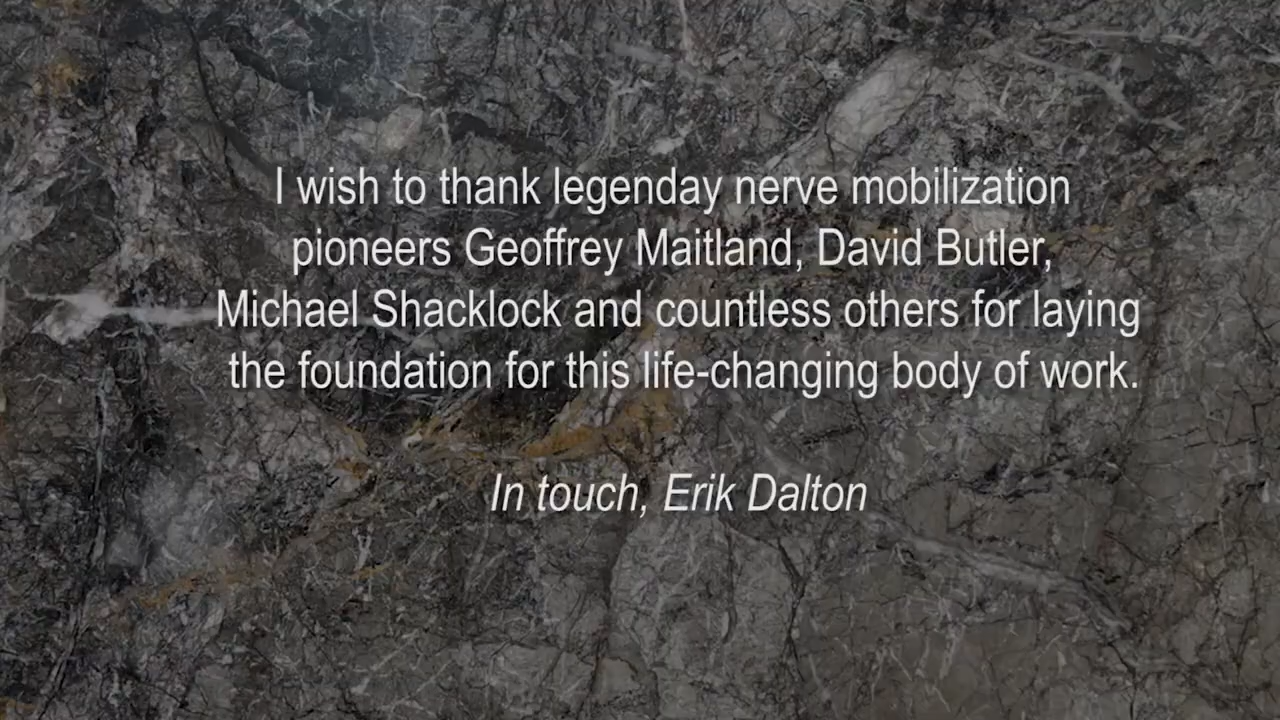 I wish to thank legenday nerve mobilization
pioneers Geoffrey Maitland, David Butler,
Michael Shacklock and countless others for laying
the foundation for this life-changing body of work.
In touch, Erik Dalton